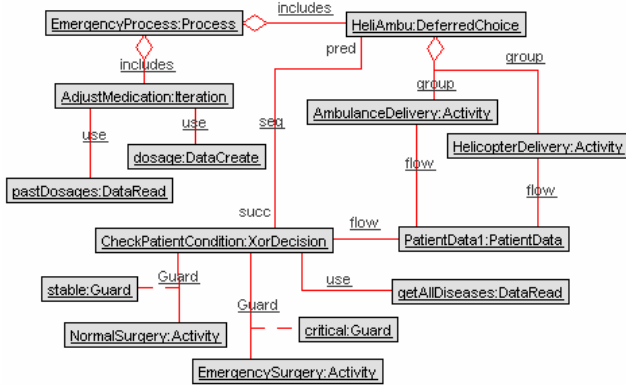 includes
EmergencyProcess:Process
HeliAmbu:DeferredChoice
pred
includes
group
group
AdjustMedication:Iteration
AmbulanceDelivery:Activity
use
use
seq
HelicopterDelivery:Activity
dosage:DataCreate
flow
pastDosages:DataRead
flow
succ
flow
CheckPatientCondition:XorDecision
PatientData1:PatientData
Guard
use
stable:Guard
getAllDiseases:DataRead
Guard
NormalSurgery:Activity
critical:Guard
EmergencySurgery:Activity